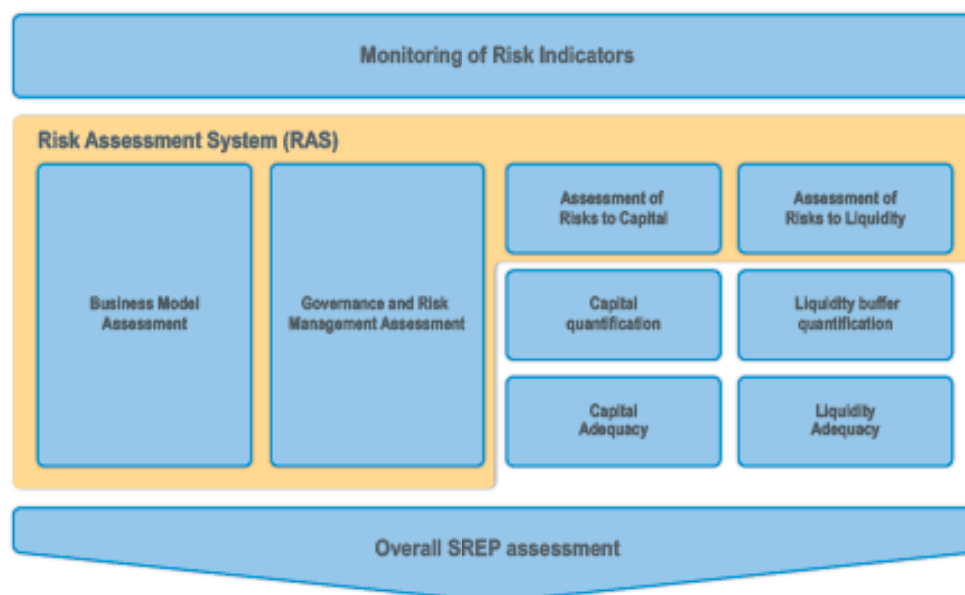 Monitoring of Risk Indicators
Risk Assessment System (RAS)
Business Model
Assessment
Governance and Risk
Management Assessment
Assessment of
Risks to Capital
Assessment of
Risks to Liquidity
Capital
quantification
Liquidity buffer
quantification
Capital
Adequacy
Liquidity
Adequacy
Overall SREP assessment